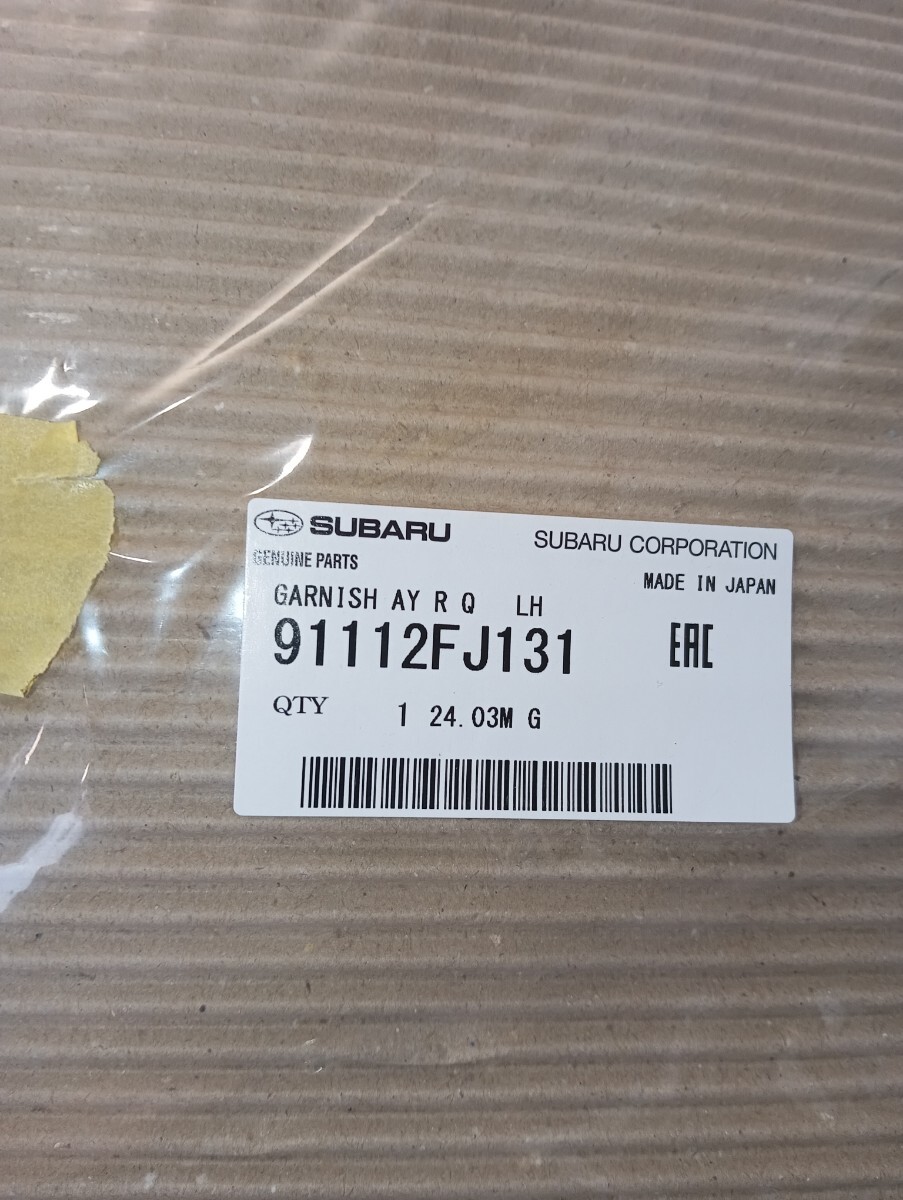 SUBARU SUBARU CORPORATION
GENUINE PARTS
MADE IN JAPAN
GARNISH AY R Q LH
91112FJ131 EAC
QTY 1 24.03M G